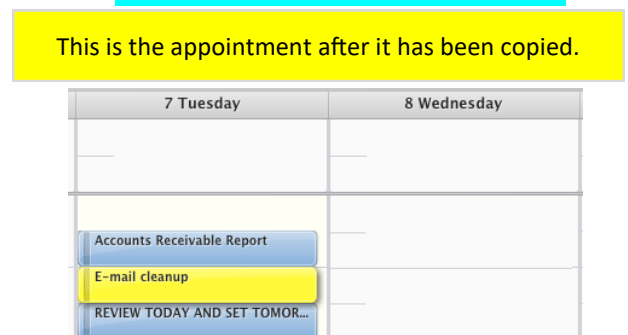 This is the appointment after it has been copied.
7 Tuesday
8 Wednesday
Accounts Receivable Report
E-mail cleanup
REVIEW TODAY AND SET TOMOR...